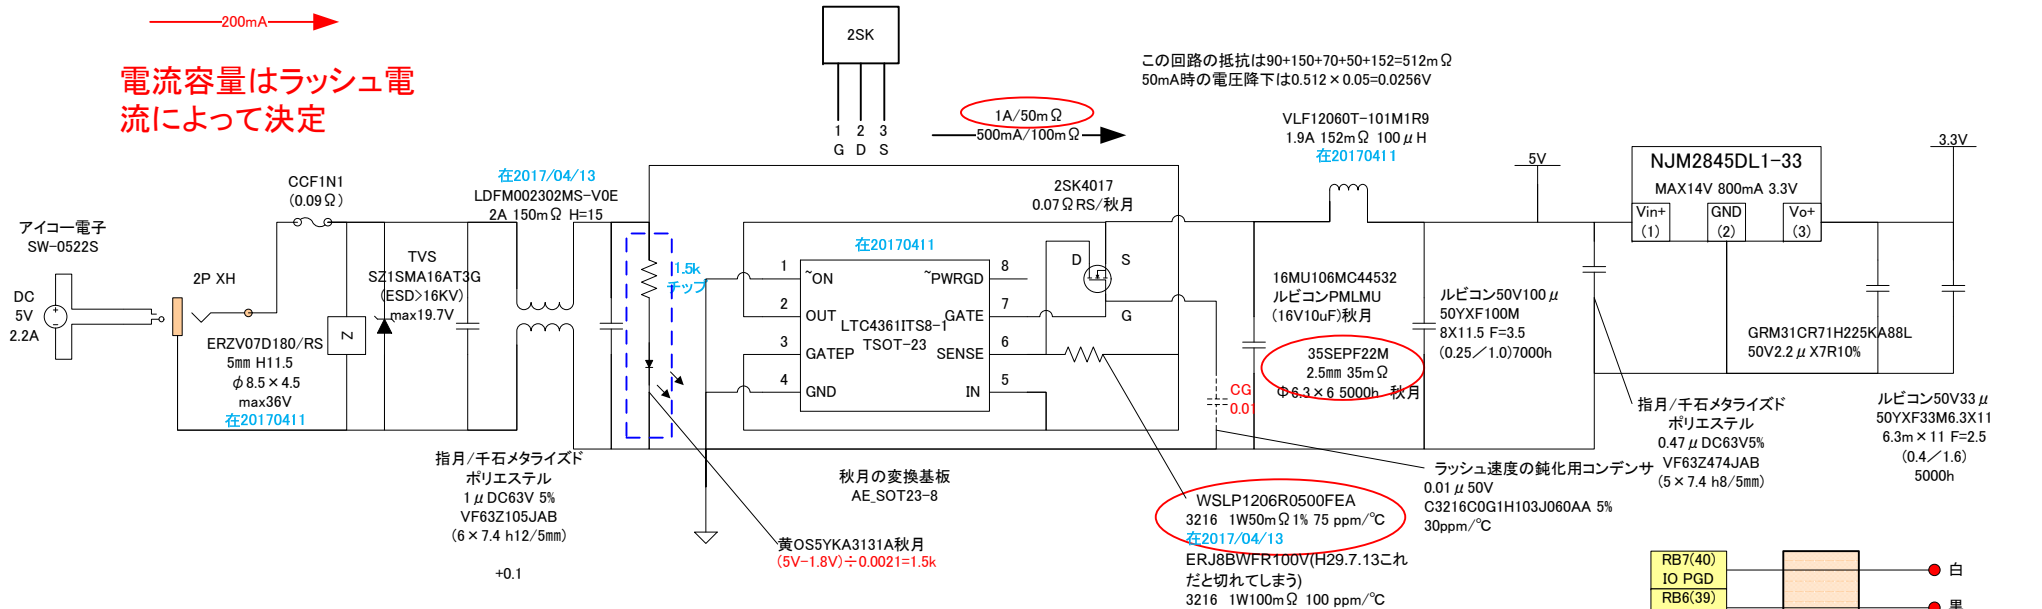 200mA
電流容量はラッシュ電
流によって決定
2SK
1 2 3
G D S
1A/50mΩ
500mA/100mΩ
この回路の抵抗は90+150+70+50+152=512mΩ
50mA時の電圧降下は0.512×0.05=0.0256V
VLF12060T-101M1R9
1.9A 152mΩ 100μH
在20170411
5V
NJM2845DL1-33
MAX14V 800mA 3.3V
Vin+
(1)
GND
(2)
Vo+
(3)
3.3V
アイコー電子
SW-0522S
DC
5V
2.2A
2P XH
CCF1N1
(0.09Ω)
Z
ERZV07D180/RS
5mm H11.5
φ8.5×4.5
max36V
在20170411
TVS
SZ1SMA16AT3G
(ESD>16KV)
max19.7V
在2017/04/13
LDFM002302MS-V0E
2A 150mΩ H=15
指月/千石メタライズド
ポリエステル
1μDC63V 5%
VF63Z105JAB
(6×7.4 h12/5mm)
+0.1
1.5k
チップ
黄OS5YKA3131A秋月
(5V-1.8V)÷0.0021=1.5k
在20170411
1
2
3
4
~ON
OUT
GATEP
GND
LTC4361ITS8-1
TSOT-23
~PWRGD
GATE
SENSE
IN
8
7
6
5
秋月の変換基板
AE_SOT23-8
2SK4017
0.07ΩRS/秋月
D
S
G
CG
0.01
WSLP1206R0500FEA
3216 1W50mΩ1% 75 ppm/℃
在2017/04/13
ERJ8BWFR100V(H29.7.13これ
だと切れてしまう)
3216 1W100mΩ 100 ppm/℃
16MU106MC44532
ルビコンPMLMU
(16V10uF)秋月
35SEPF22M
2.5mm 35mΩ
Φ6.3×6 5000h 秋月
ルビコン50V100μ
50YXF100M
8X11.5 F=3.5
(0.25／1.0)7000h
ラッシュ速度の鈍化用コンデンサ
0.01μ50V
C3216C0G1H103J060AA 5%
30ppm/℃
指月/千石メタライズド
ポリエステル
0.47μDC63V5%
VF63Z474JAB
(5×7.4 h8/5mm)
GRM31CR71H225KA88L
50V2.2μX7R10%
ルビコン50V33μ
50YXF33M6.3X11
6.3m×11 F=2.5
(0.4／1.6)
5000h
RB7(40)
IO PGD
RB6(39)
白
黒